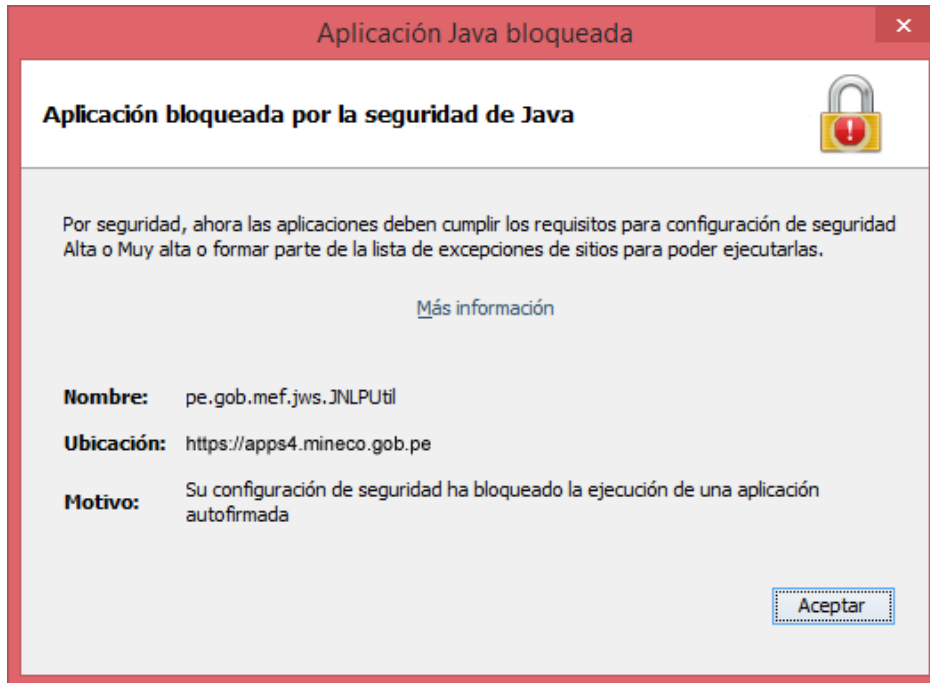 Aplicación Java bloqueada
Aplicación bloqueada por la seguridad de Java
Por seguridad, ahora las aplicaciones deben cumplir los requisitos para configuración de seguridad
Alta o Muy alta o formar parte de la lista de excepciones de sitios para poder ejecutarlas.
Más información
Nombre: pe.gob.mef.jws.JNLPUtil
Ubicación: https://apps4.mineco.gob.pe
Motivo: Su configuración de seguridad ha bloqueado la ejecución de una aplicación
autofirmada
Aceptar